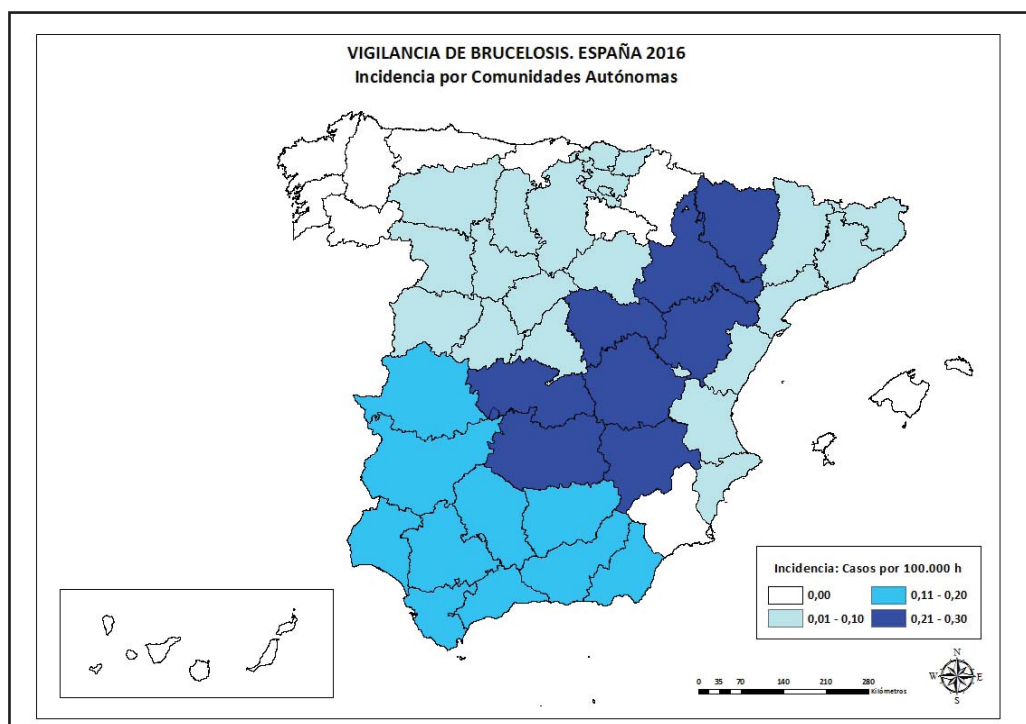 VIGILANCIA DE BRUCELOSIS. ESPAÑA 2016
Incidencia por Comunidades Autónomas
Incidencia: Casos por 100.000 h
0,00
0,11 - 0,20
0,01 - 0,10
0,21 - 0,30
N
W E
S
0 35 70 140 210 280
Kilómetros